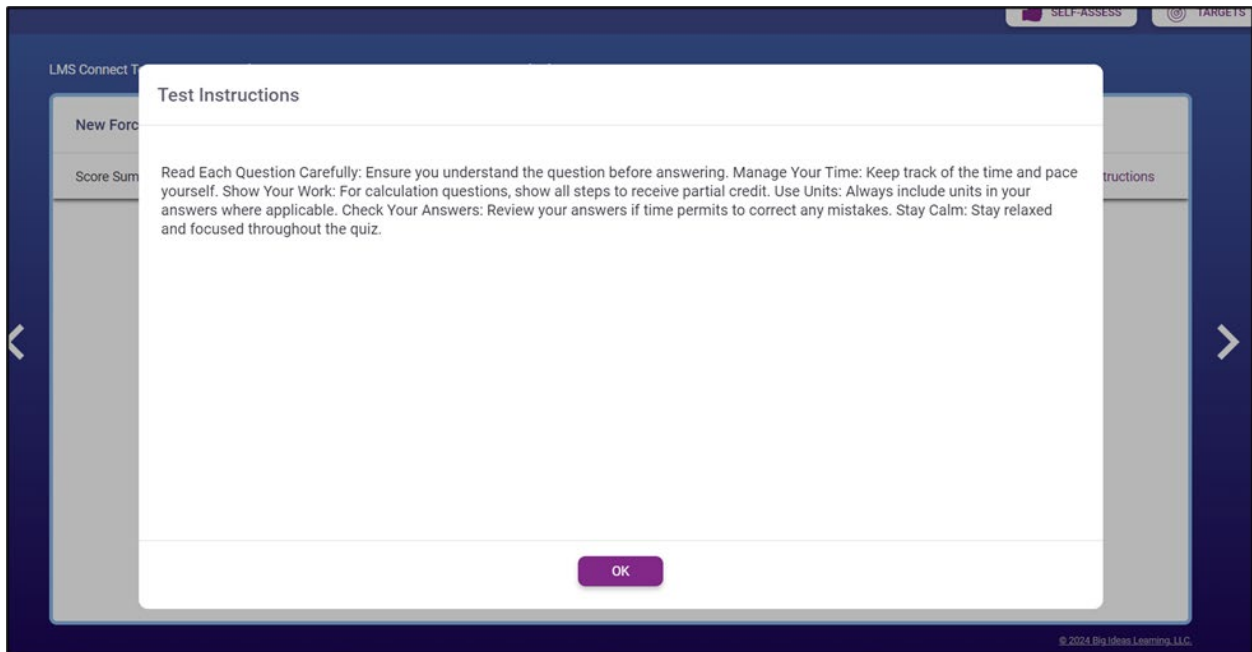 SELF-ASSESS
TARGETS
LMS Connect T
Test Instructions
New Forc
Score Sum
tructions
Read Each Question Carefully: Ensure you understand the question before answering. Manage Your Time: Keep track of the time and pace
yourself. Show Your Work: For calculation questions, show all steps to receive partial credit. Use Units: Always include units in your
answers where applicable. Check Your Answers: Review your answers if time permits to correct any mistakes. Stay Calm: Stay relaxed
and focused throughout the quiz.
OK
© 2024 Big Ideas Learning, LLC.